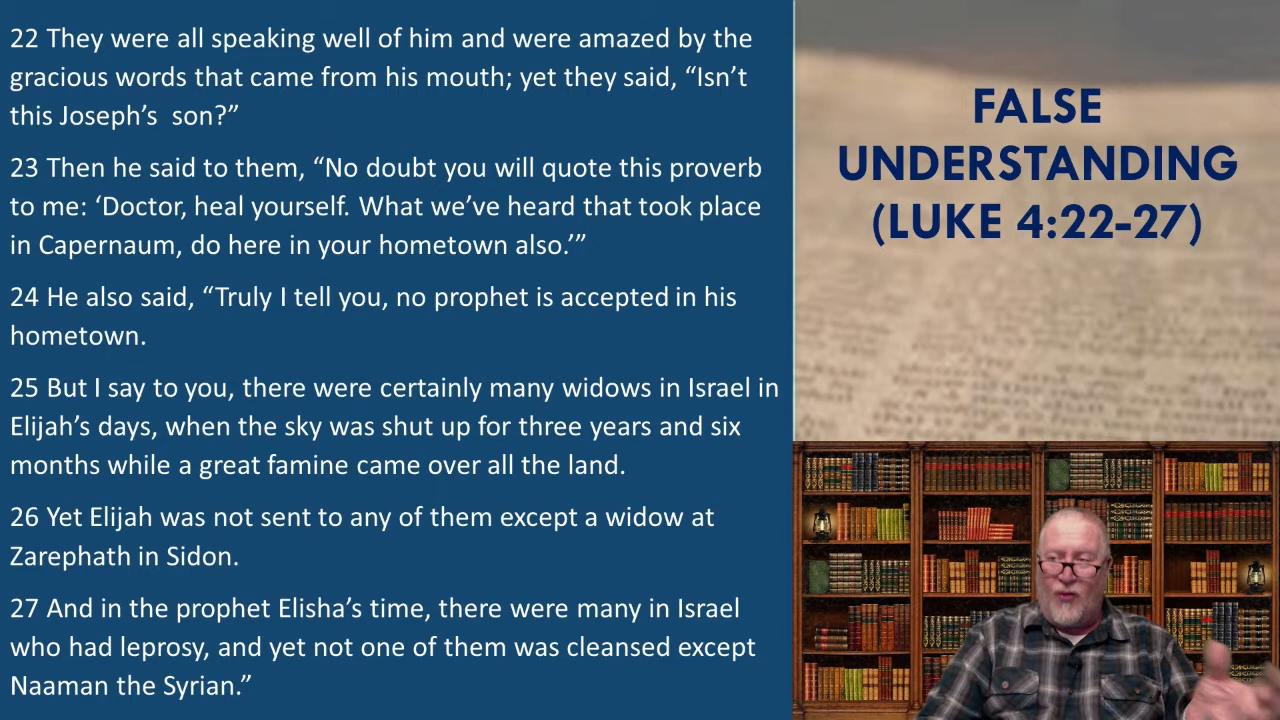 22 They were all speaking well of him and were amazed by the
gracious words that came from his mouth; yet they said, “Isn’t
this Joseph’s  son?”
23 Then he said to them, “No doubt you will quote this proverb
to me: ‘Doctor, heal yourself. What we’ve heard that took place
in Capernaum, do here in your hometown also.’”
24 He also said, “Truly I tell you, no prophet is accepted in his
hometown.
25 But I say to you, there were certainly many widows in Israel in
Elijah’s days, when the sky was shut up for three years and six
months while a great famine came over all the land.
26 Yet Elijah was not sent to any of them except a widow at
Zarephath in Sidon.
27 And in the prophet Elisha’s time, there were many in Israel
who had leprosy, and yet not one of them was cleansed except
Naaman the Syrian.”
FALSE
UNDERSTANDING
(LUKE 4:22-27)